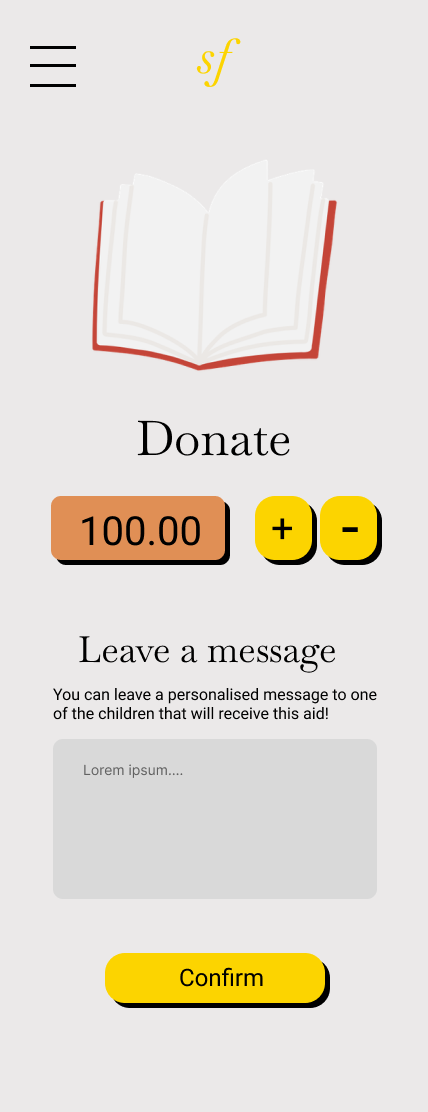 sf
Donate
100.00
+ -
Leave a message
You can leave a personalised message to one
of the children that will receive this aid!
Lorem ipsum....
Confirm